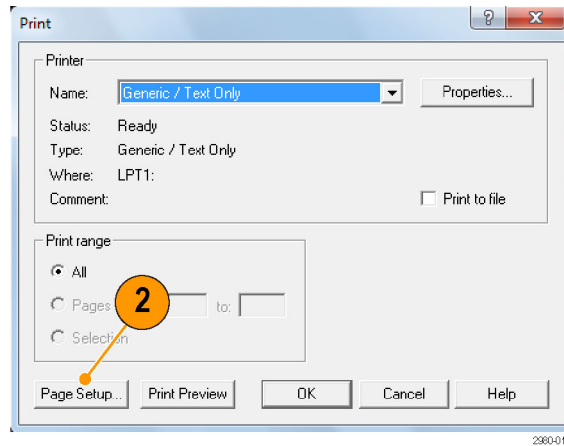 Print
Printer
Name: Generic / Text Only Properties...
Status: Ready
Type: Generic / Text Only
Where: LPT1:
Comment: Print to file
Print range
All
Pages 2 to:
Selection
Page Setup... Print Preview OK Cancel Help
2980-01